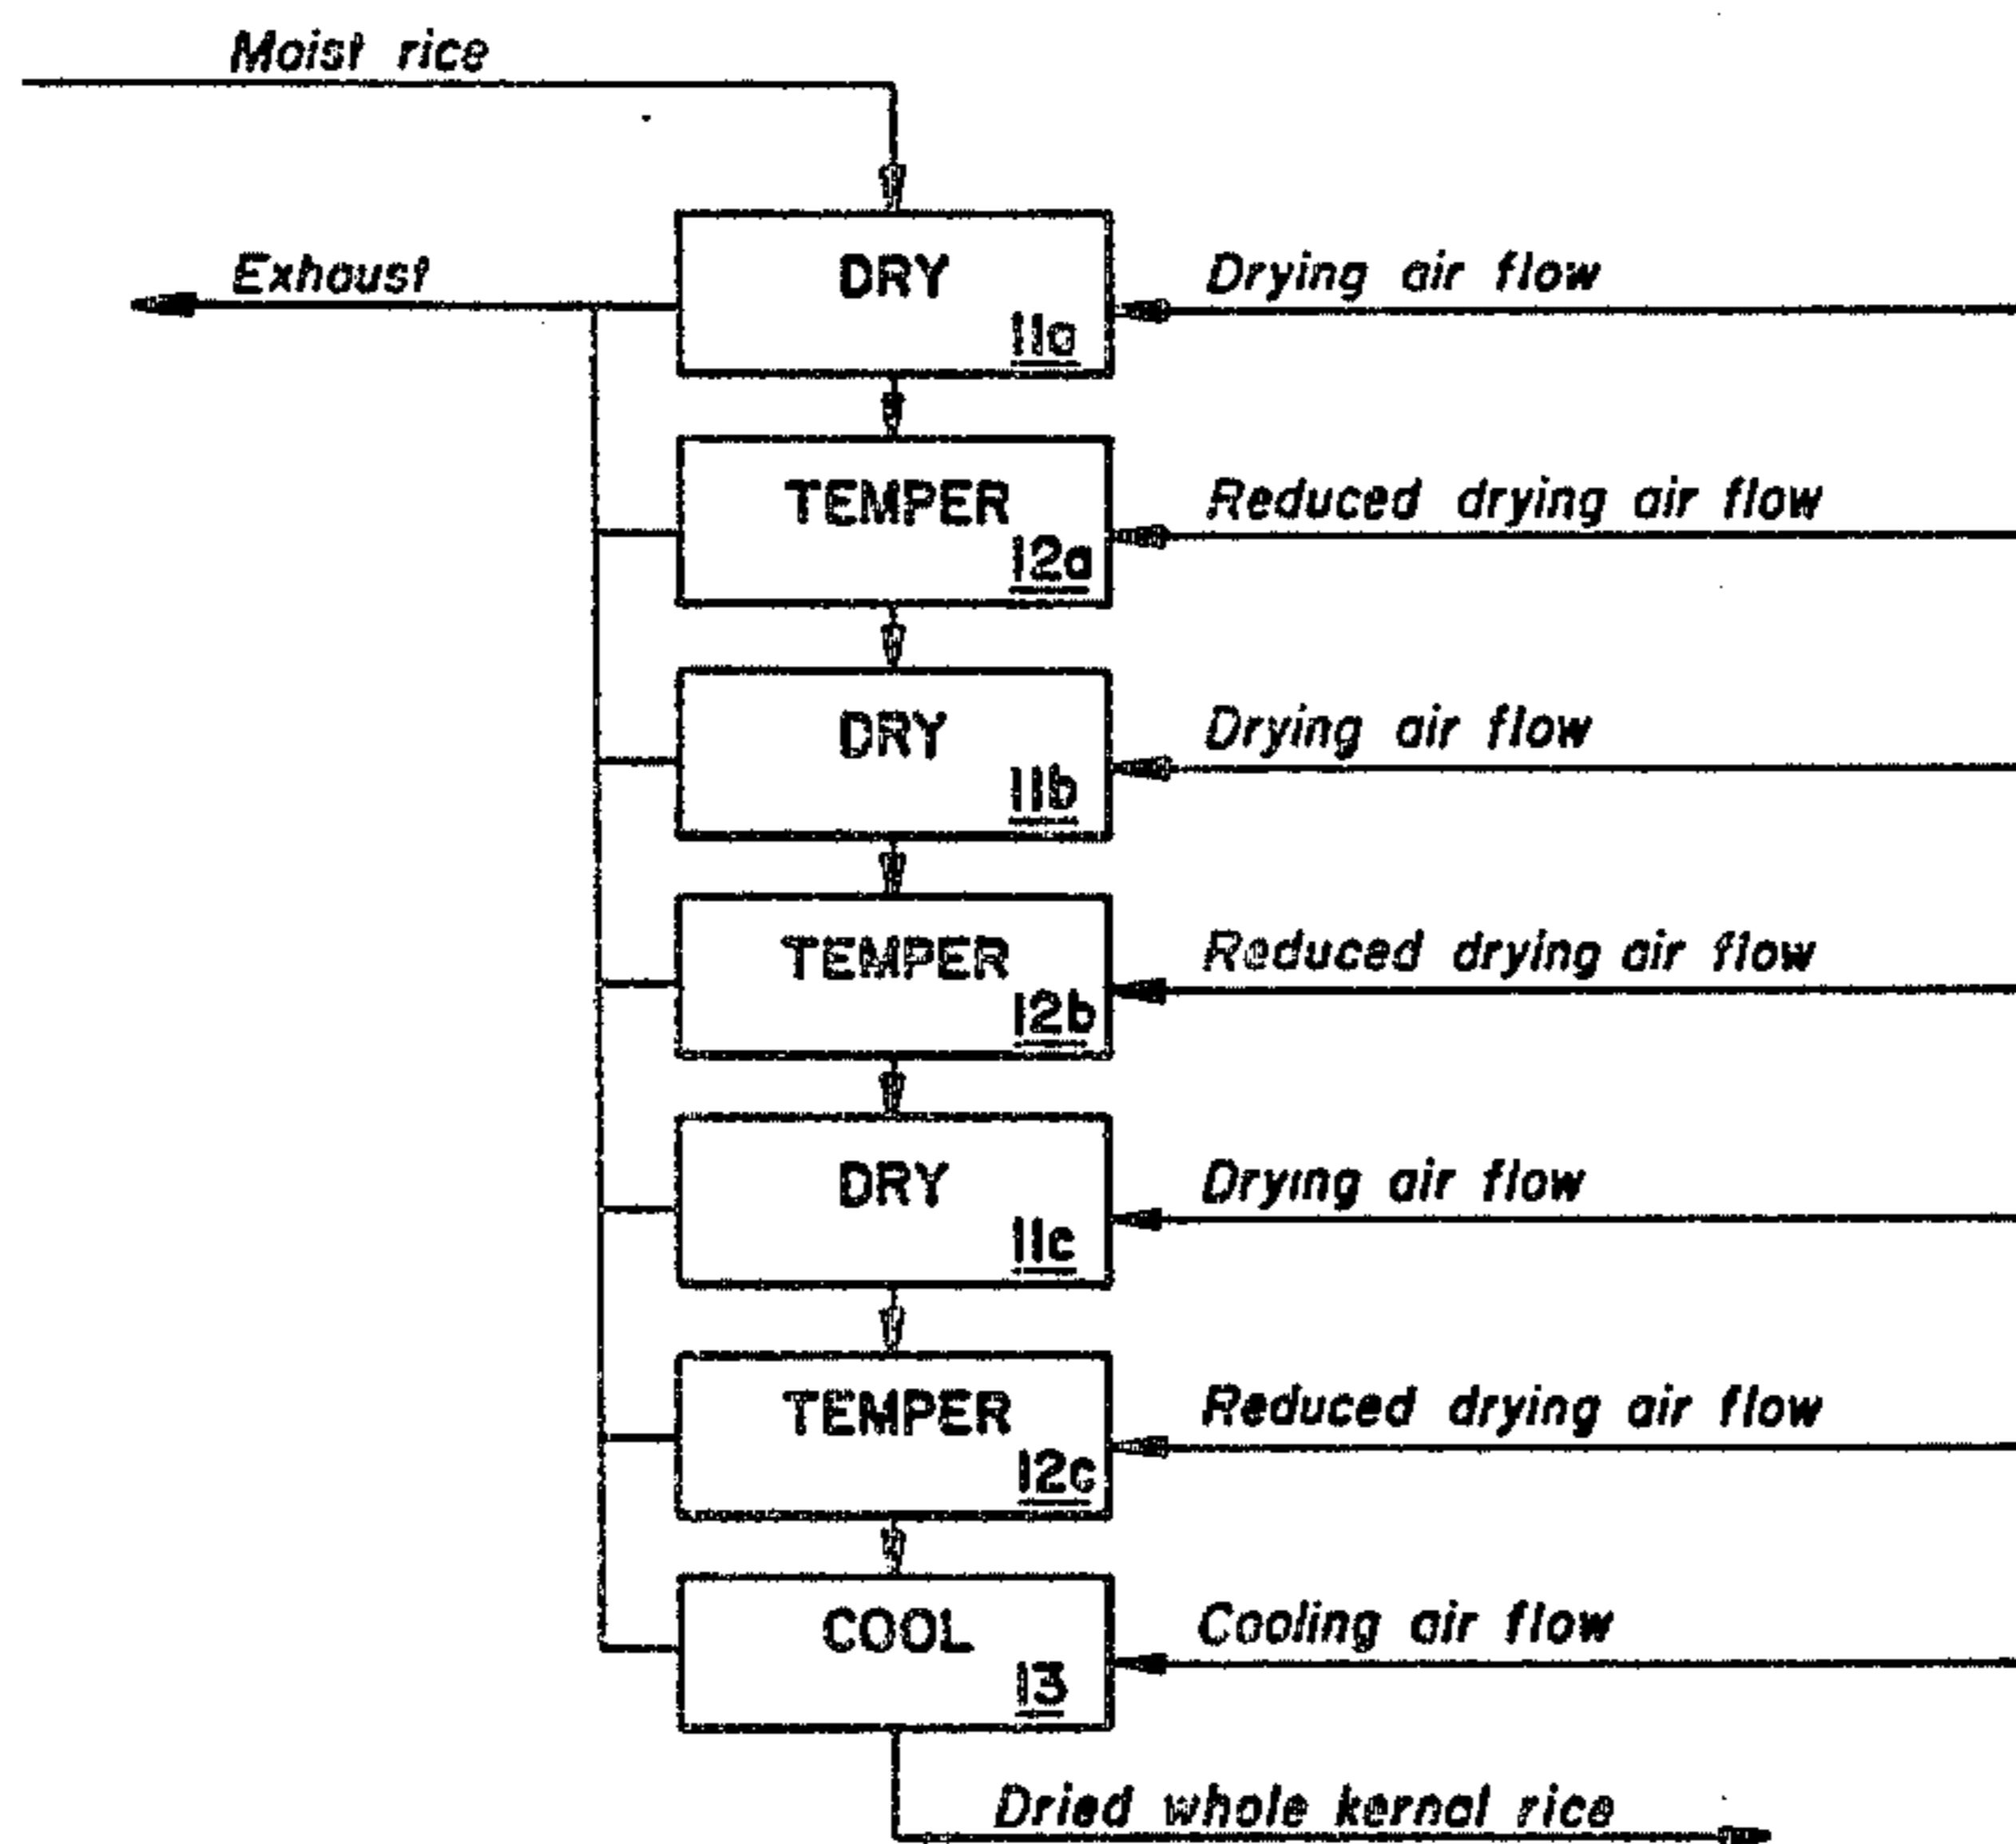 Moist rice
DRY
Exhaust
Drying air flow
11a
TEMPER
Reduced drying air flow
12a
DRY
Drying air flow
11b
TEMPER
Reduced drying air flow
12b
DRY
Drying air flow
11c
TEMPER
Reduced drying air flow
12c
COOL
Cooling air flow
13
Dried whole kernal rice